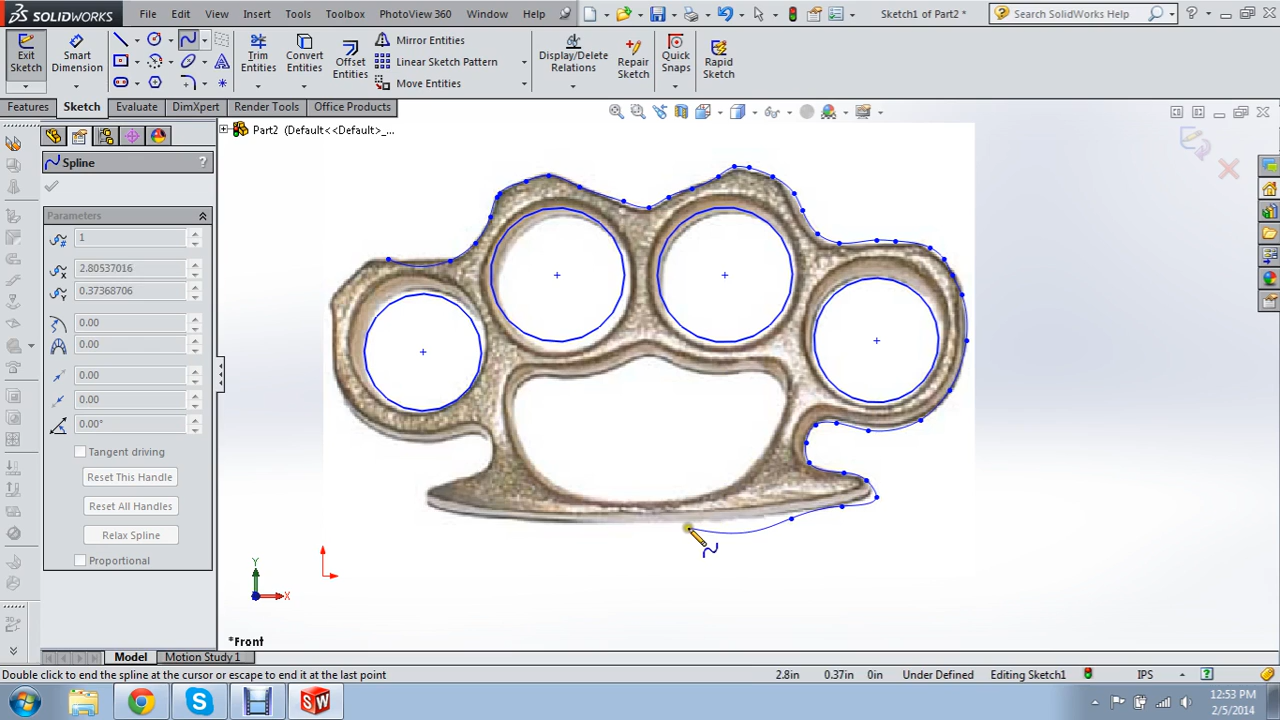 SOLIDWORKS File Edit View Insert Tools Toolbox PhotoView 360 Window Help Sketch1 of Part2 * Search SolidWorks Help
Exit Sketch
Smart Dimension
Trim Entities
Convert Entities
Offset Entities
Mirror Entities
Linear Sketch Pattern
Move Entities
Display/Delete Relations
Repair Sketch
Quick Snaps
Rapid Sketch
Features Sketch Evaluate DimXpert Render Tools Office Products
Part2 (Default<<Default>_...
Spline ?
Parameters
1
2.80537016
0.37368706
0.00
0.00
0.00
0.00
0.00°
Tangent driving
Reset This Handle
Reset All Handles
Relax Spline
Proportional
Y
X
*Front
Model Motion Study 1
Double click to end the spline at the cursor or escape to end it at the last point 2.8in 0.37in 0in Under Defined Editing Sketch1 IPS
12:53 PM
2/5/2014